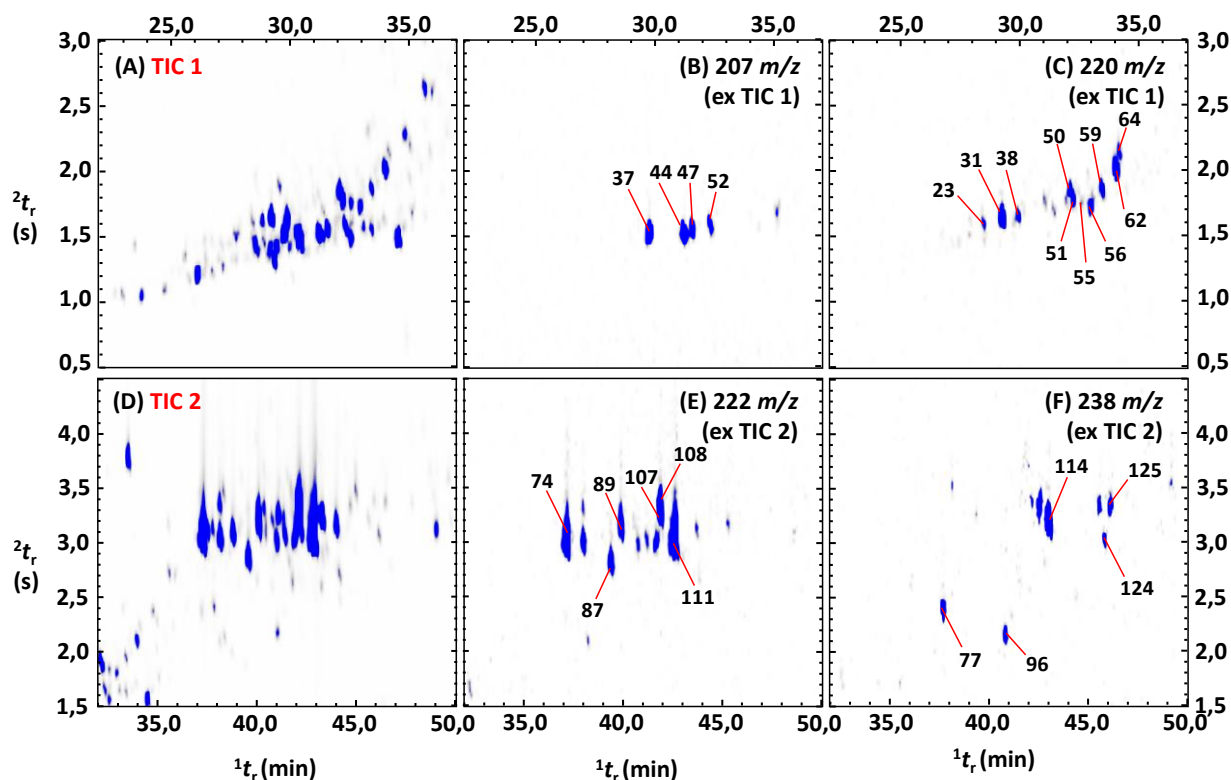 25,0 30,0 35,0 25,0 30,0 35,0 25,0 30,0 35,0
3,0 (A) TIC 1 (B) 207 m/z (C) 220 m/z 3,0
(ex TIC 1) (ex TIC 1)
2,5 2,5
2,0 2,0
²tᵣ
(s)
1,5 1,5
1,0 1,0
0,5 0,5
37 44 47 52
23 31 38 50 59 64
51 55 56 62
(D) TIC 2 (E) 222 m/z (F) 238 m/z
(ex TIC 2) (ex TIC 2)
4,0 4,0
3,5 3,5
²tᵣ 3,0 3,0
(s)
2,5 2,5
2,0 2,0
1,5 1,5
74 89 107 108
87 111
114 125
124
77 96
35,0 40,0 45,0 50,0 35,0 40,0 45,0 50,0 35,0 40,0 45,0 50,0
¹tᵣ (min) ¹tᵣ (min) ¹tᵣ (min)